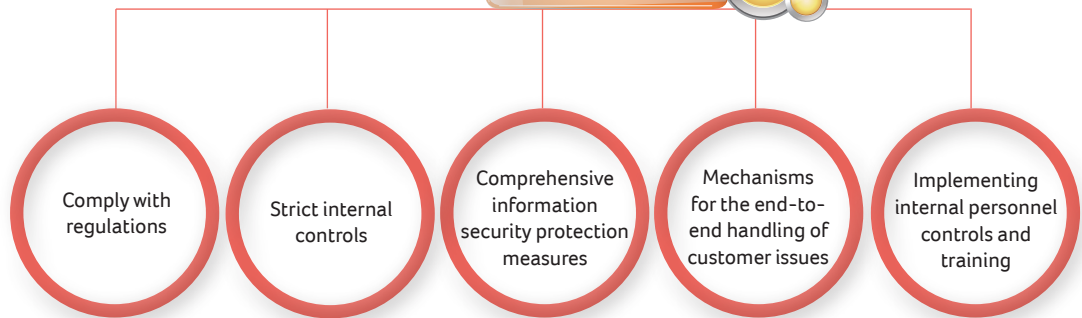 Comply with
regulations
Strict internal
controls
Comprehensive
information
security protection
measures
Mechanisms
for the end-to-
end handling of
customer issues
Implementing
internal personnel
controls and
training